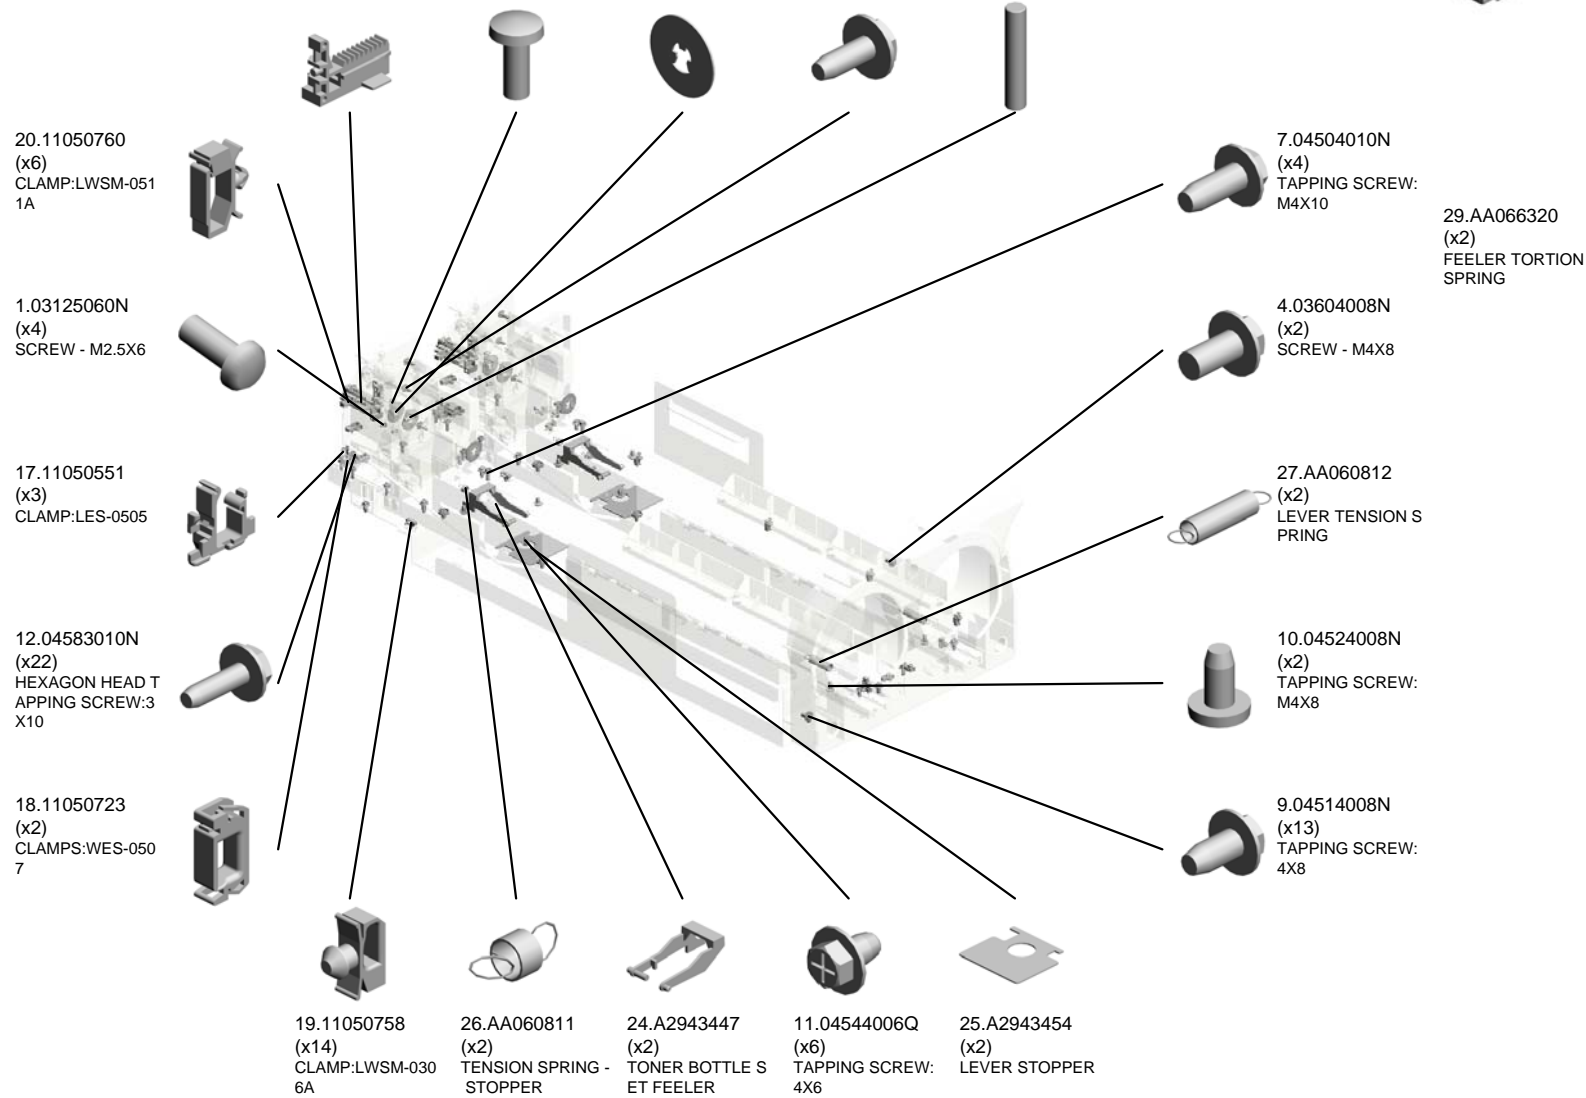 20.11050760
(x6)
CLAMP:LWSM-051
1A
1.03125060N
(x4)
SCREW - M2.5X6
17.11050551
(x3)
CLAMP:LES-0505
12.04583010N
(x22)
HEXAGON HEAD T
APPING SCREW:3
X10
18.11050723
(x2)
CLAMPS:WES-050
7
19.11050758
(x14)
CLAMP:LWSM-030
6A
26.AA060811
(x2)
TENSION SPRING -
STOPPER
24.A2943447
(x2)
TONER BOTTLE S
ET FEELER
11.04544006Q
(x6)
TAPPING SCREW:
4X6
25.A2943454
(x2)
LEVER STOPPER
7.04504010N
(x4)
TAPPING SCREW:
M4X10
4.03604008N
(x2)
SCREW - M4X8
27.AA060812
(x2)
LEVER TENSION S
PRING
10.04524008N
(x2)
TAPPING SCREW:
M4X8
9.04514008N
(x13)
TAPPING SCREW:
4X8
29.AA066320
(x2)
FEELER TORTION
SPRING